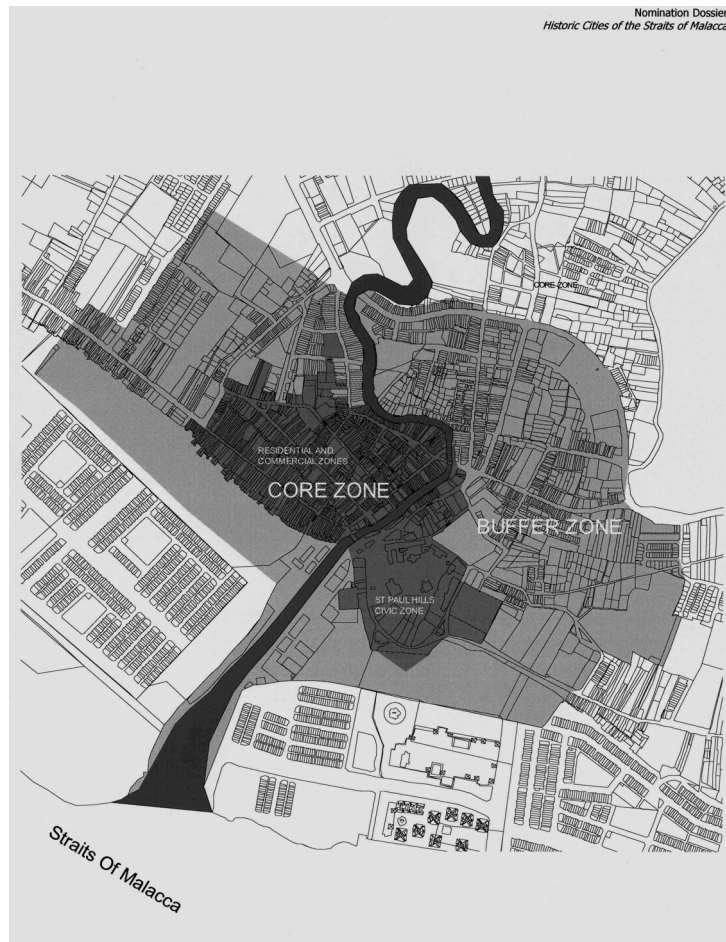 Nomination Dossier
Historic Cities of the Straits of Malacca
CORE ZONE
RESIDENTIAL AND
COMMERCIAL ZONES
CORE ZONE
BUFFER ZONE
ST PAUL HILLS
CIVIC ZONE
Straits Of Malacca